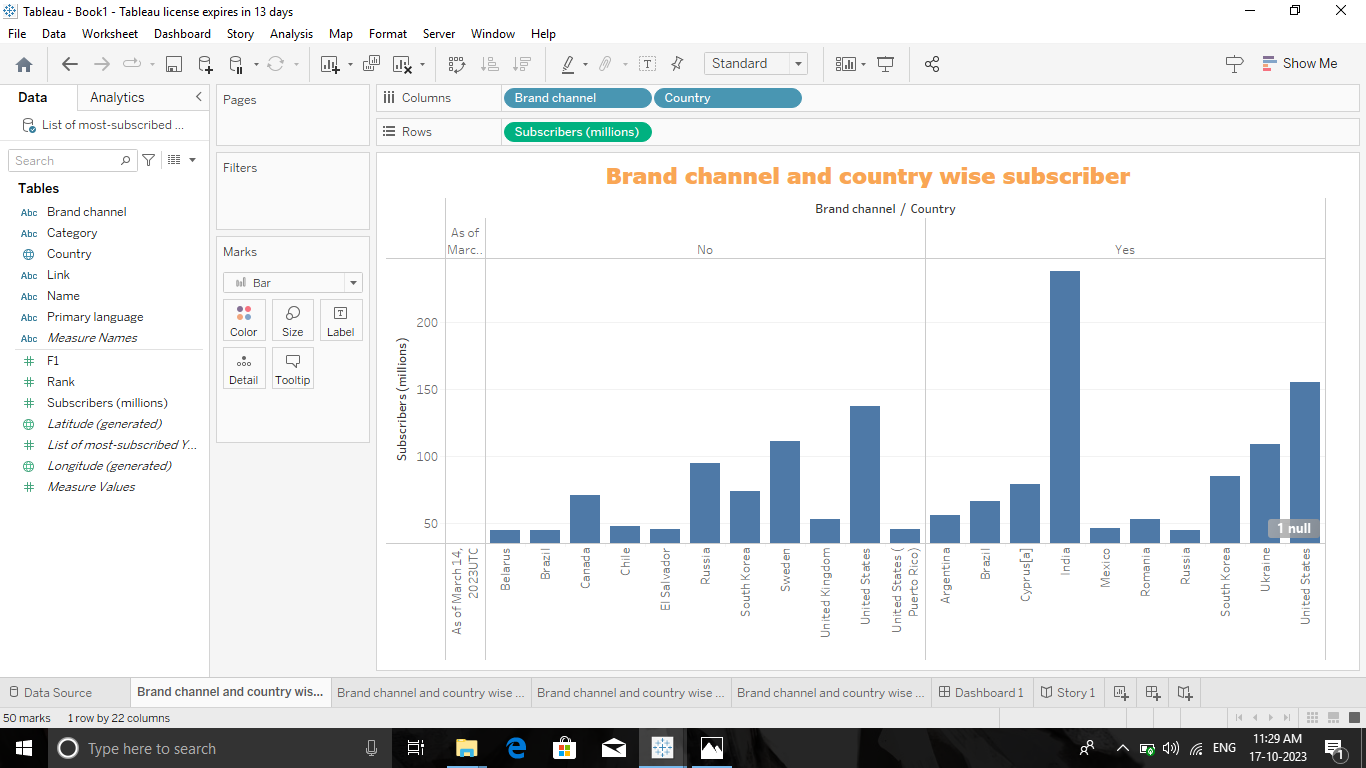 Tableau - Book1 - Tableau license expires in 13 days
File Data Worksheet Dashboard Story Analysis Map Format Server Window Help
Standard
Show Me
Data Analytics
List of most-subscribed ...
Search
Tables
Abc Brand channel
Abc Category
Country
Abc Link
Abc Name
Abc Primary language
Abc Measure Names
F1
Rank
Subscribers (millions)
Latitude (generated)
List of most-subscribed Y...
Longitude (generated)
Measure Values
Pages
Filters
Marks
Bar
Color Size Label
Detail Tooltip
Columns Brand channel Country
Rows Subscribers (millions)
Brand channel and country wise subscriber
Brand channel / Country
As of
Marc..
No
Yes
Subscribers (millions)
200
150
100
50
1 null
As of March 14,
2023UTC
Belarus
Brazil
Canada
Chile
El Salvador
Russia
South Korea
Sweden
United Kingdom
United States
United States (
Puerto Rico)
Argentina
Brazil
Cyprus[a]
India
Mexico
Romania
Russia
South Korea
Ukraine
United States
Data Source Brand channel and country wis... Brand channel and country wise ... Brand channel and country wise ... Brand channel and country wise ... Dashboard 1 Story 1
50 marks 1 row by 22 columns
Type here to search
ENG
11:29 AM
17-10-2023
1